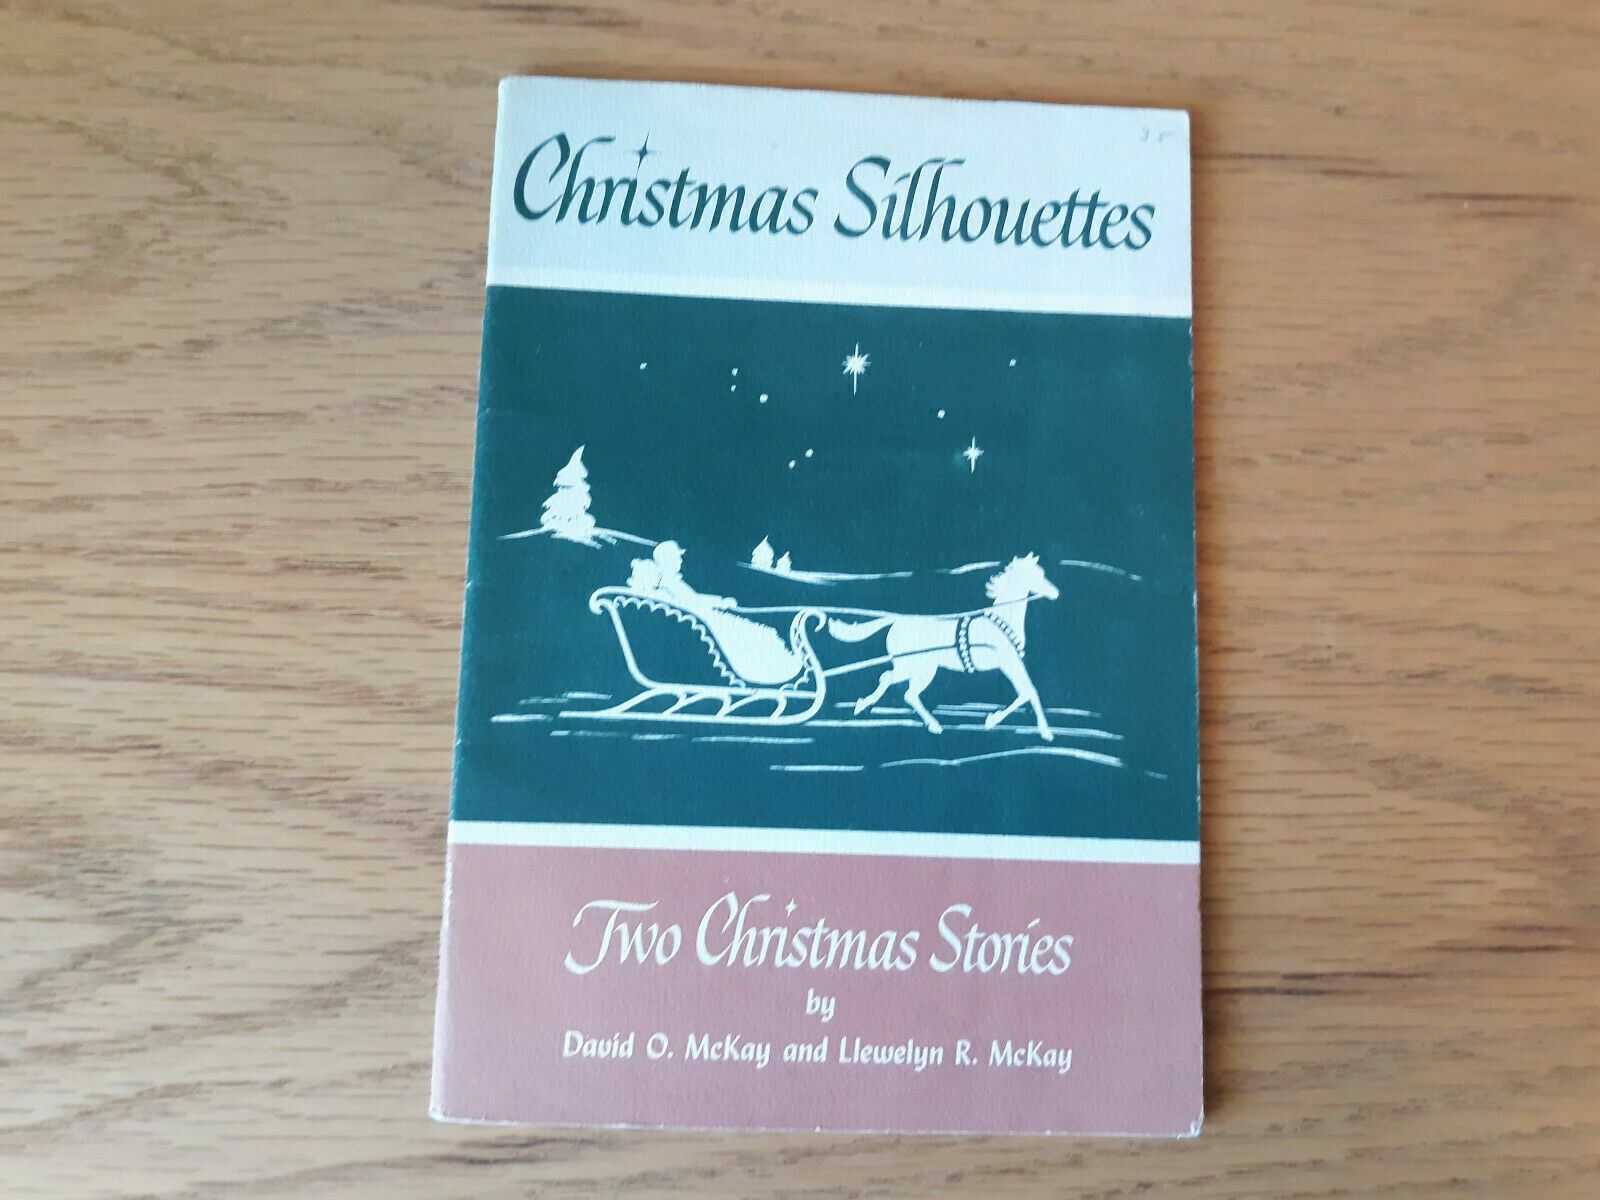 Christmas Silhouettes
Two Christmas Stories
by
David O. McKay and Llewelyn R. McKay